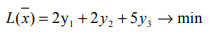 L(x̄) = 2y₁ + 2y₂ + 5y₃ → min